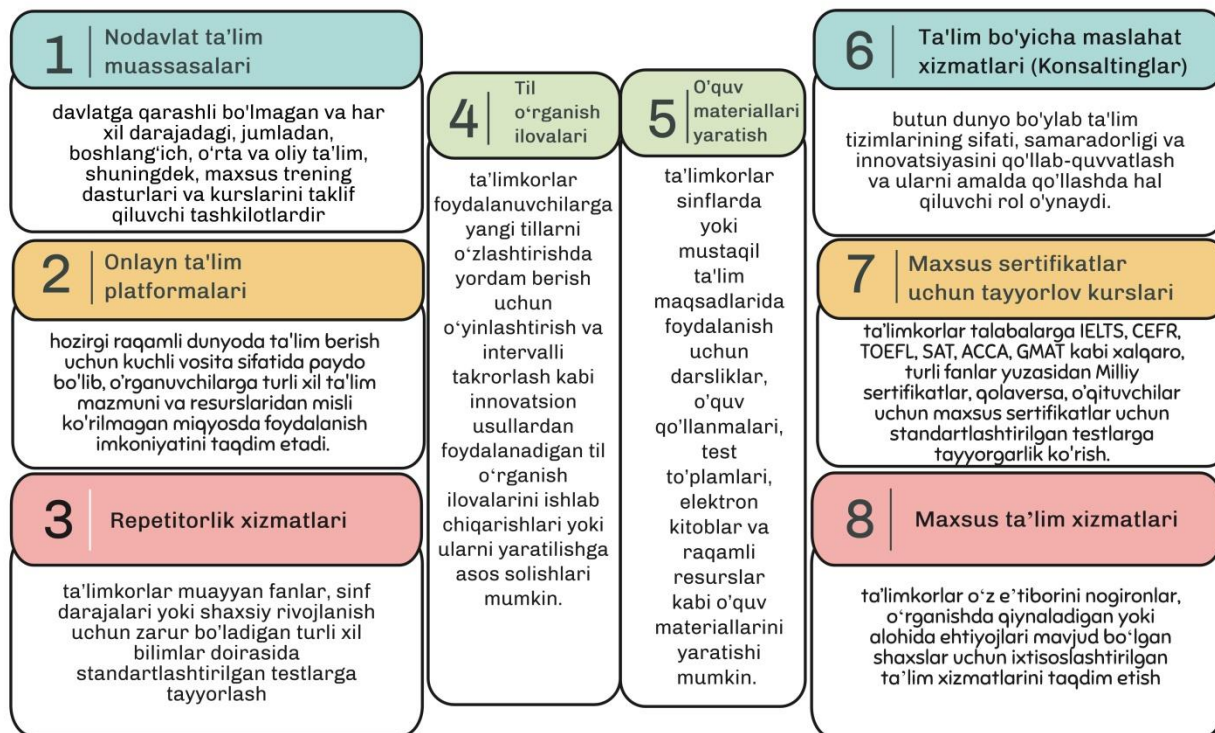 1
Nodavlat ta'lim
muassasalari
davlatga qarashli bo'lmagan va har
xil darajadagi, jumladan,
boshlang‘ich, o‘rta va oliy ta’lim,
shuningdek, maxsus trening
dasturlari va kurslarini taklif
qiluvchi tashkilotlardir
2
Onlayn ta'lim
platformalari
hozirgi raqamli dunyoda ta'lim berish
uchun kuchli vosita sifatida paydo
bo'lib, o’rganuvchilarga turli xil ta'lim
mazmuni va resurslaridan misli
ko'rilmagan miqyosda foydalanish
imkoniyatini taqdim etadi.
3
Repetitorlik xizmatlari
ta’limkorlar muayyan fanlar, sinf
darajalari yoki shaxsiy rivojlanish
uchun zarur bo’ladigan turli xil
bilimlar doirasida
standartlashtirilgan testlarga
tayyorlash
4
Til
o‘rganish
ilovalari
ta’limkorlar
foydalanuvchilarga
yangi tillarni
o‘zlashtirishda
yordam berish
uchun
o‘yinlashtirish va
intervalli
takrorlash kabi
innovatsion
usullardan
foydalanadigan til
o‘rganish
ilovalarini ishlab
chiqarishlari yoki
ularni yaratilishga
asos solishlari
mumkin.
5
O’quv
materiallari
yaratish
ta’limkorlar
sinflarda
yoki
mustaqil
ta'lim
maqsadlarida
foydalanish
uchun
darsliklar,
o’quv
qo’llanmalari,
test
to’plamlari,
elektron
kitoblar va
raqamli
resurslar
kabi o’quv
materiallarini
yaratishi
mumkin.
6
Ta'lim bo'yicha maslahat
xizmatlari (Konsaltinglar)
butun dunyo bo'ylab ta'lim
tizimlarining sifati, samaradorligi va
innovatsiyasini qo'llab-quvvatlash
va ularni amalda qo’llashda hal
qiluvchi rol o'ynaydi.
7
Maxsus sertifikatlar
uchun tayyorlov kurslari
ta’limkorlar talabalarga IELTS, CEFR,
TOEFL, SAT, ACCA, GMAT kabi xalqaro,
turli fanlar yuzasidan Milliy
sertifikatlar, qolaversa, o’qituvchilar
uchun maxsus sertifikatlar uchun
standartlashtirilgan testlarga
tayyorgarlik ko’rish.
8
Maxsus ta’lim xizmatlari
ta’limkorlar o‘z e’tiborini nogironlar,
o‘rganishda qiynaladigan yoki
alohida ehtiyojlari mavjud bo‘lgan
shaxslar uchun ixtisoslashtirilgan
ta’lim xizmatlarini taqdim etish